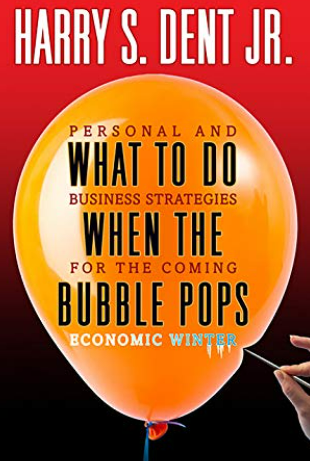 HARRY S. DENT JR.
PERSONAL AND
WHAT TO DO
BUSINESS STRATEGIES
WHEN THE
FOR THE COMING
BUBBLE POPS
ECONOMIC WINTER